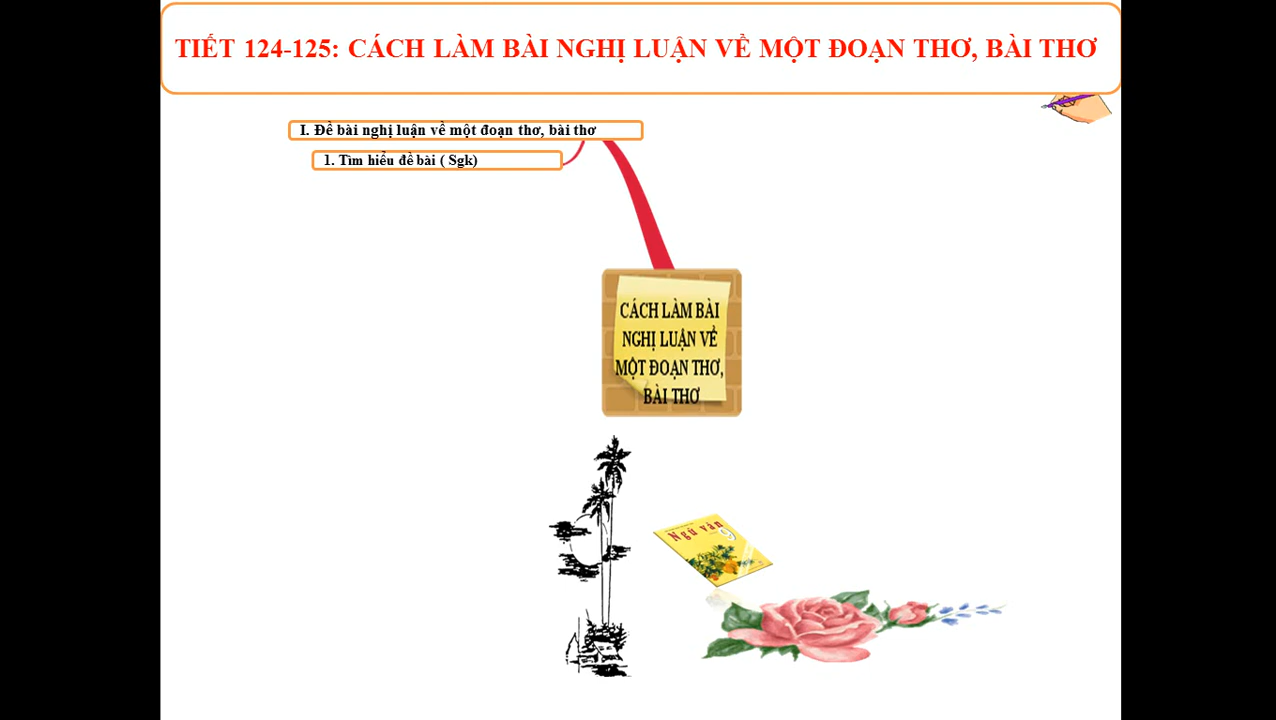 TIẾT 124-125: CÁCH LÀM BÀI NGHỊ LUẬN VỀ MỘT ĐOẠN THƠ, BÀI THƠ
I. Đề bài nghị luận về một đoạn thơ, bài thơ
1. Tìm hiểu đề bài ( Sgk)
CÁCH LÀM BÀI
NGHỊ LUẬN VỀ
MỘT ĐOẠN THƠ,
BÀI THƠ
Ngữ văn
9